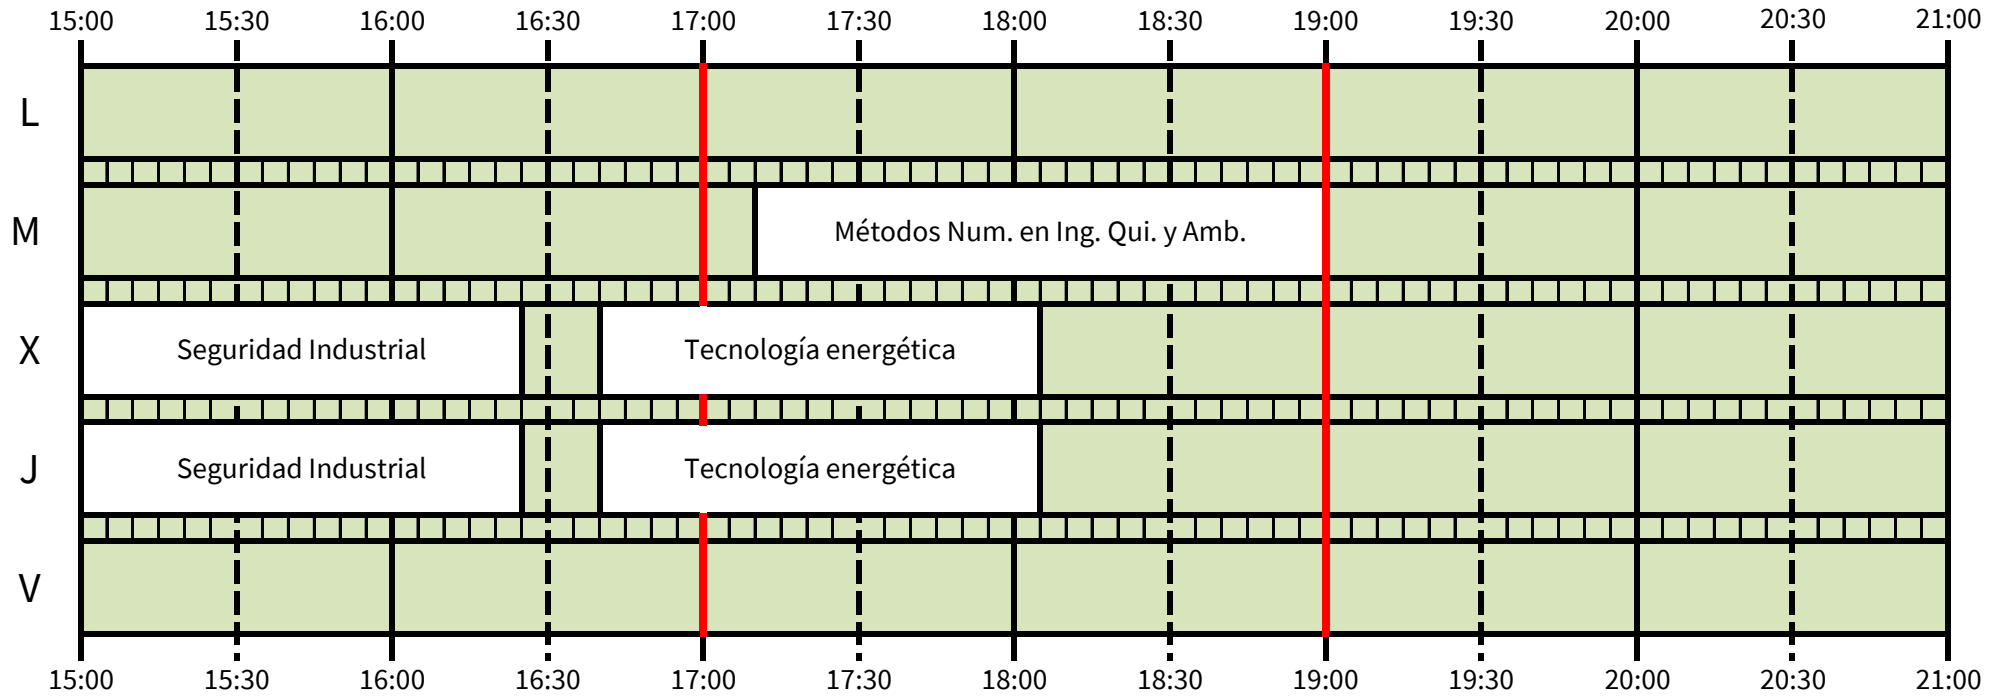 15:00 15:30 16:00 16:30 17:00 17:30 18:00 18:30 19:00 19:30 20:00 20:30 21:00
L
M Métodos Num. en Ing. Qui. y Amb.
X Seguridad Industrial Tecnología energética
J Seguridad Industrial Tecnología energética
V
15:00 15:30 16:00 16:30 17:00 17:30 18:00 18:30 19:00 19:30 20:00 20:30 21:00